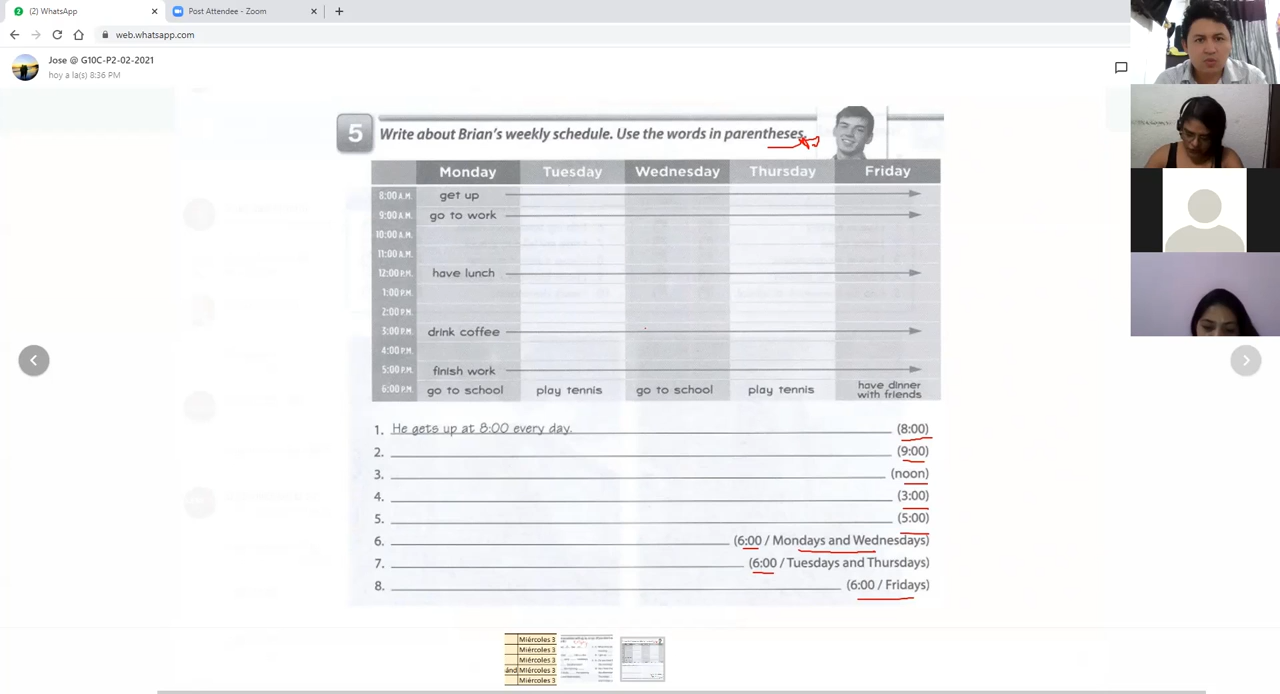 (2) WhatsApp
Post Attendee - Zoom
web.whatsapp.com
Jose @ G10C-P2-02-2021
hoy a la(s) 8:36 PM
5 Write about Brian's weekly schedule. Use the words in parentheses.
Monday Tuesday Wednesday Thursday Friday
8:00 A.M. get up
9:00 A.M. go to work
10:00 A.M.
11:00 A.M.
12:00 P.M. have lunch
1:00 P.M.
2:00 P.M.
3:00 P.M. drink coffee
4:00 P.M.
5:00 P.M. finish work
6:00 P.M. go to school play tennis go to school play tennis have dinner with friends
1. He gets up at 8:00 every day. (8:00)
2. (9:00)
3. (noon)
4. (3:00)
5. (5:00)
6. (6:00 / Mondays and Wednesdays)
7. (6:00 / Tuesdays and Thursdays)
8. (6:00 / Fridays)
Miércoles 3
Miércoles 3
Miércoles 3
Miércoles 3
Miércoles 3